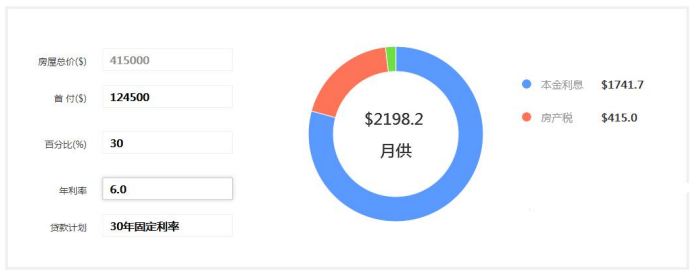 房屋总价($) 415000
首 付($) 124500
百分比(%) 30
年利率 6.0
贷款计划 30年固定利率
$2198.2
月供
本金利息 $1741.7
房产税 $415.0